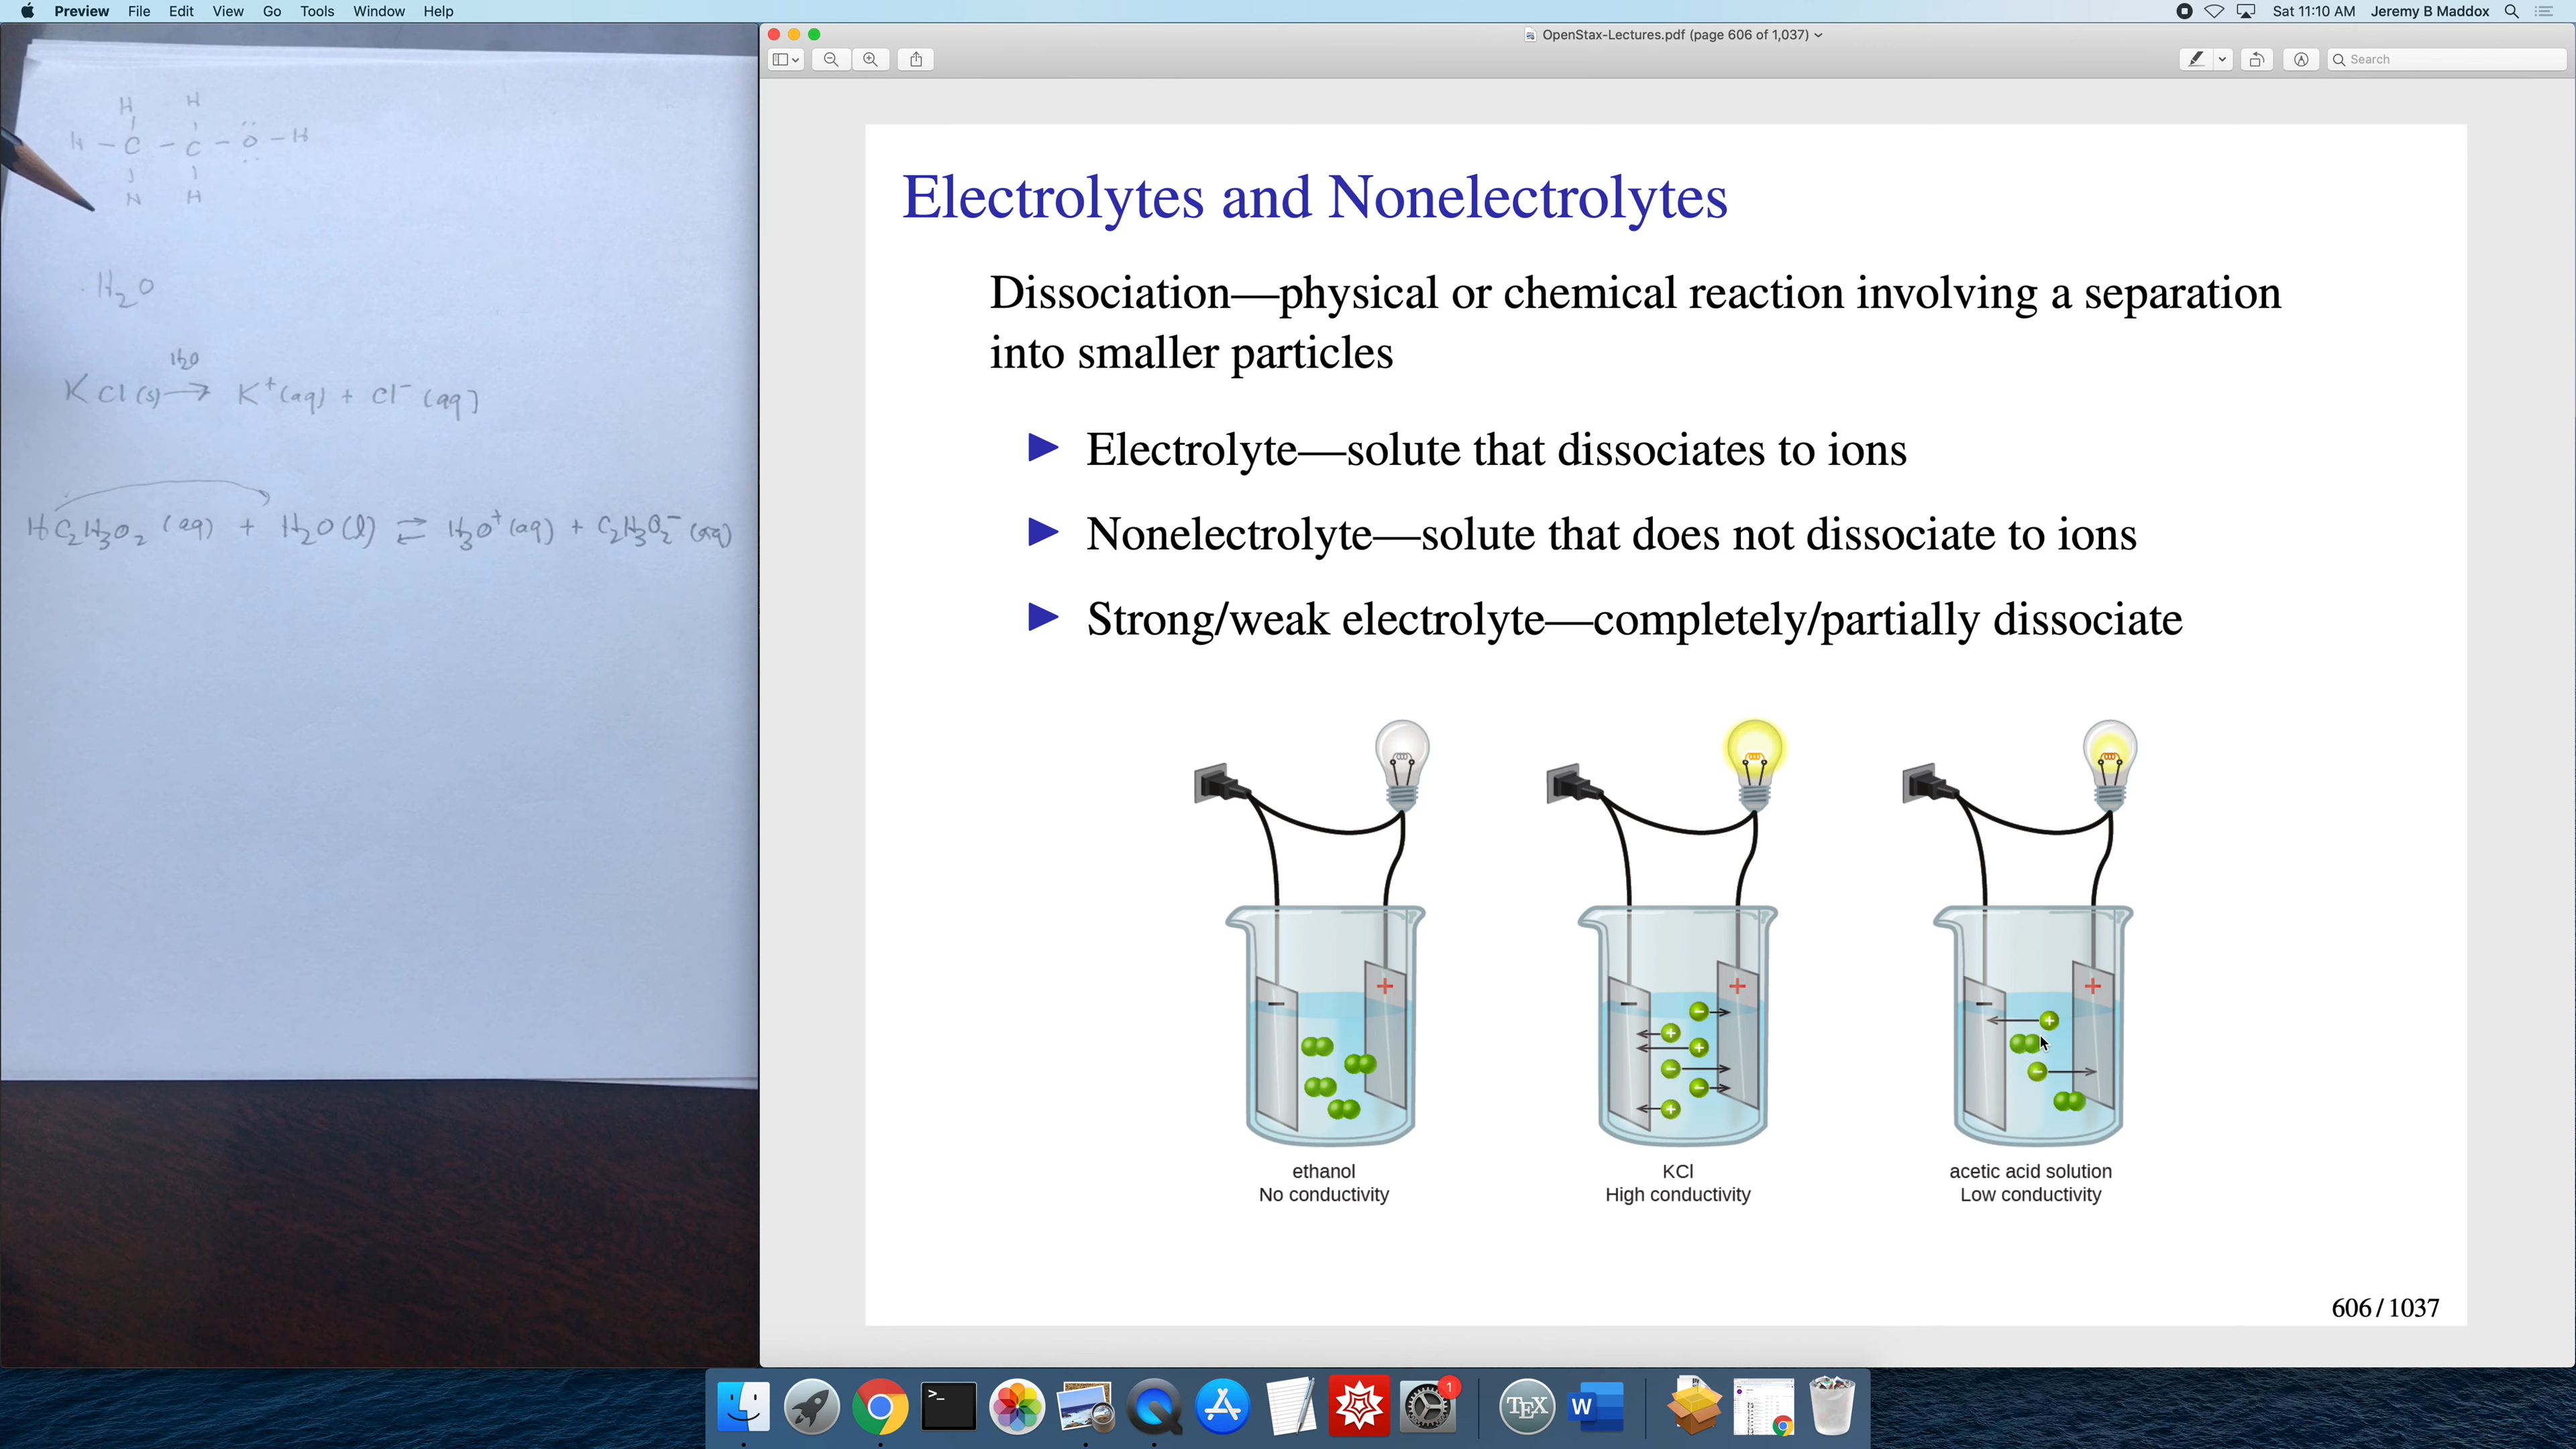 Preview File Edit View Go Tools Window Help
Sat 11:10 AM Jeremy B Maddox
OpenStax-Lectures.pdf (page 606 of 1,037)
Search
H H
H — C — C — O — H
N H
H₂O
H₂O
KCl(s) → K⁺(aq) + Cl⁻(aq)
HC₂H₃O₂ (aq) + H₂O(l) ⇌ H₃O⁺(aq) + C₂H₃O₂⁻(aq)
Electrolytes and Nonelectrolytes
Dissociation—physical or chemical reaction involving a separation
into smaller particles
▶ Electrolyte—solute that dissociates to ions
▶ Nonelectrolyte—solute that does not dissociate to ions
▶ Strong/weak electrolyte—completely/partially dissociate
− + − + − +
− + + − − +
+ −
ethanol
No conductivity
KCl
High conductivity
acetic acid solution
Low conductivity
606 / 1037
>_
1
TEX
W